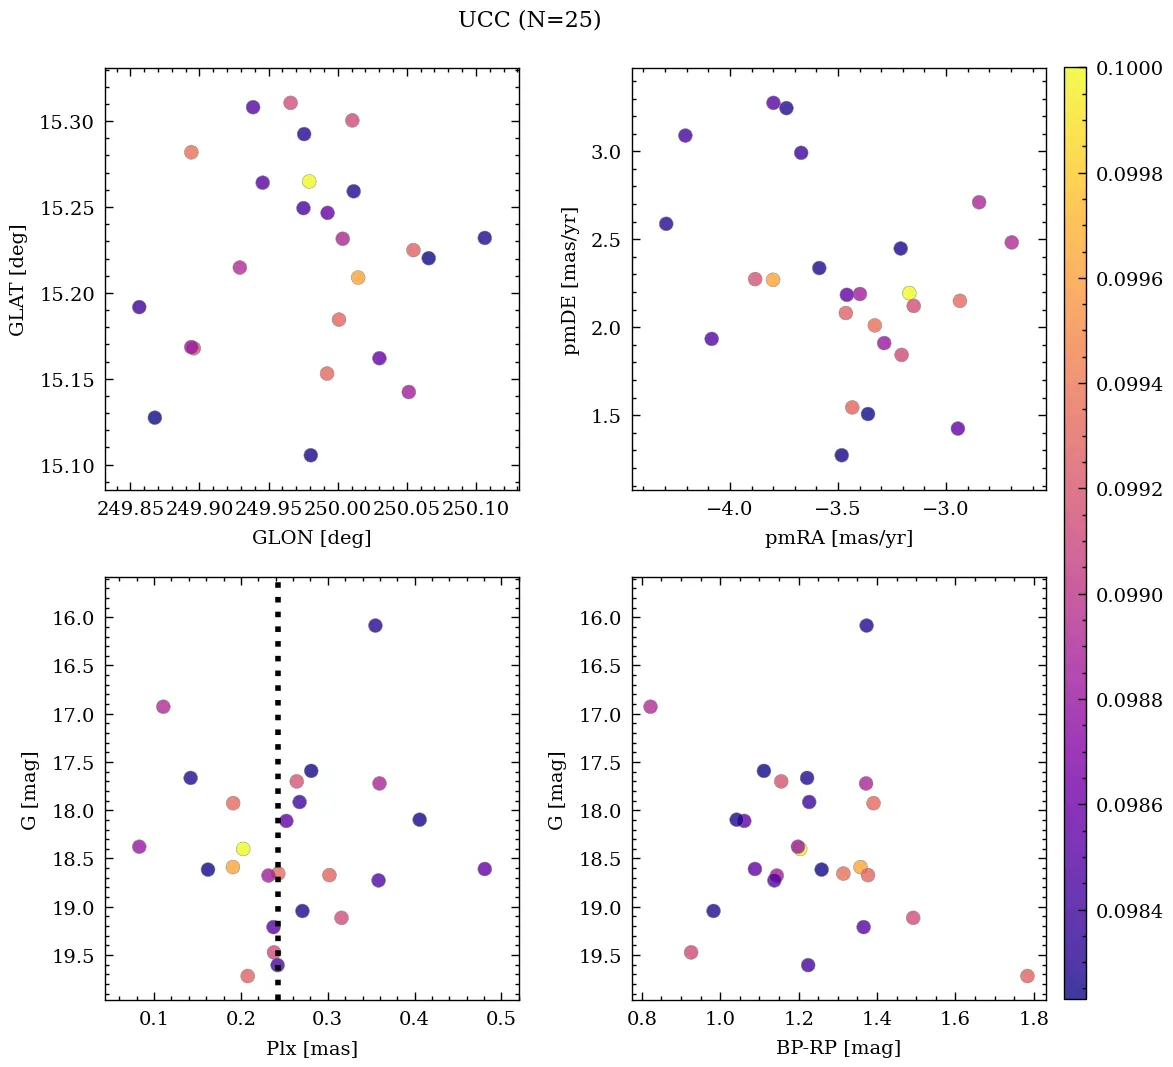 UCC (N=25)
15.30
15.25
15.20
15.15
15.10
GLAT [deg]
249.85 249.90 249.95 250.00 250.05 250.10
GLON [deg]
3.0
2.5
2.0
1.5
pmDE [mas/yr]
−4.0 −3.5 −3.0
pmRA [mas/yr]
16.0
16.5
17.0
17.5
18.0
18.5
19.0
19.5
G [mag]
0.1 0.2 0.3 0.4 0.5
Plx [mas]
16.0
16.5
17.0
17.5
18.0
18.5
19.0
19.5
G [mag]
0.8 1.0 1.2 1.4 1.6 1.8
BP-RP [mag]
0.1000
0.0998
0.0996
0.0994
0.0992
0.0990
0.0988
0.0986
0.0984